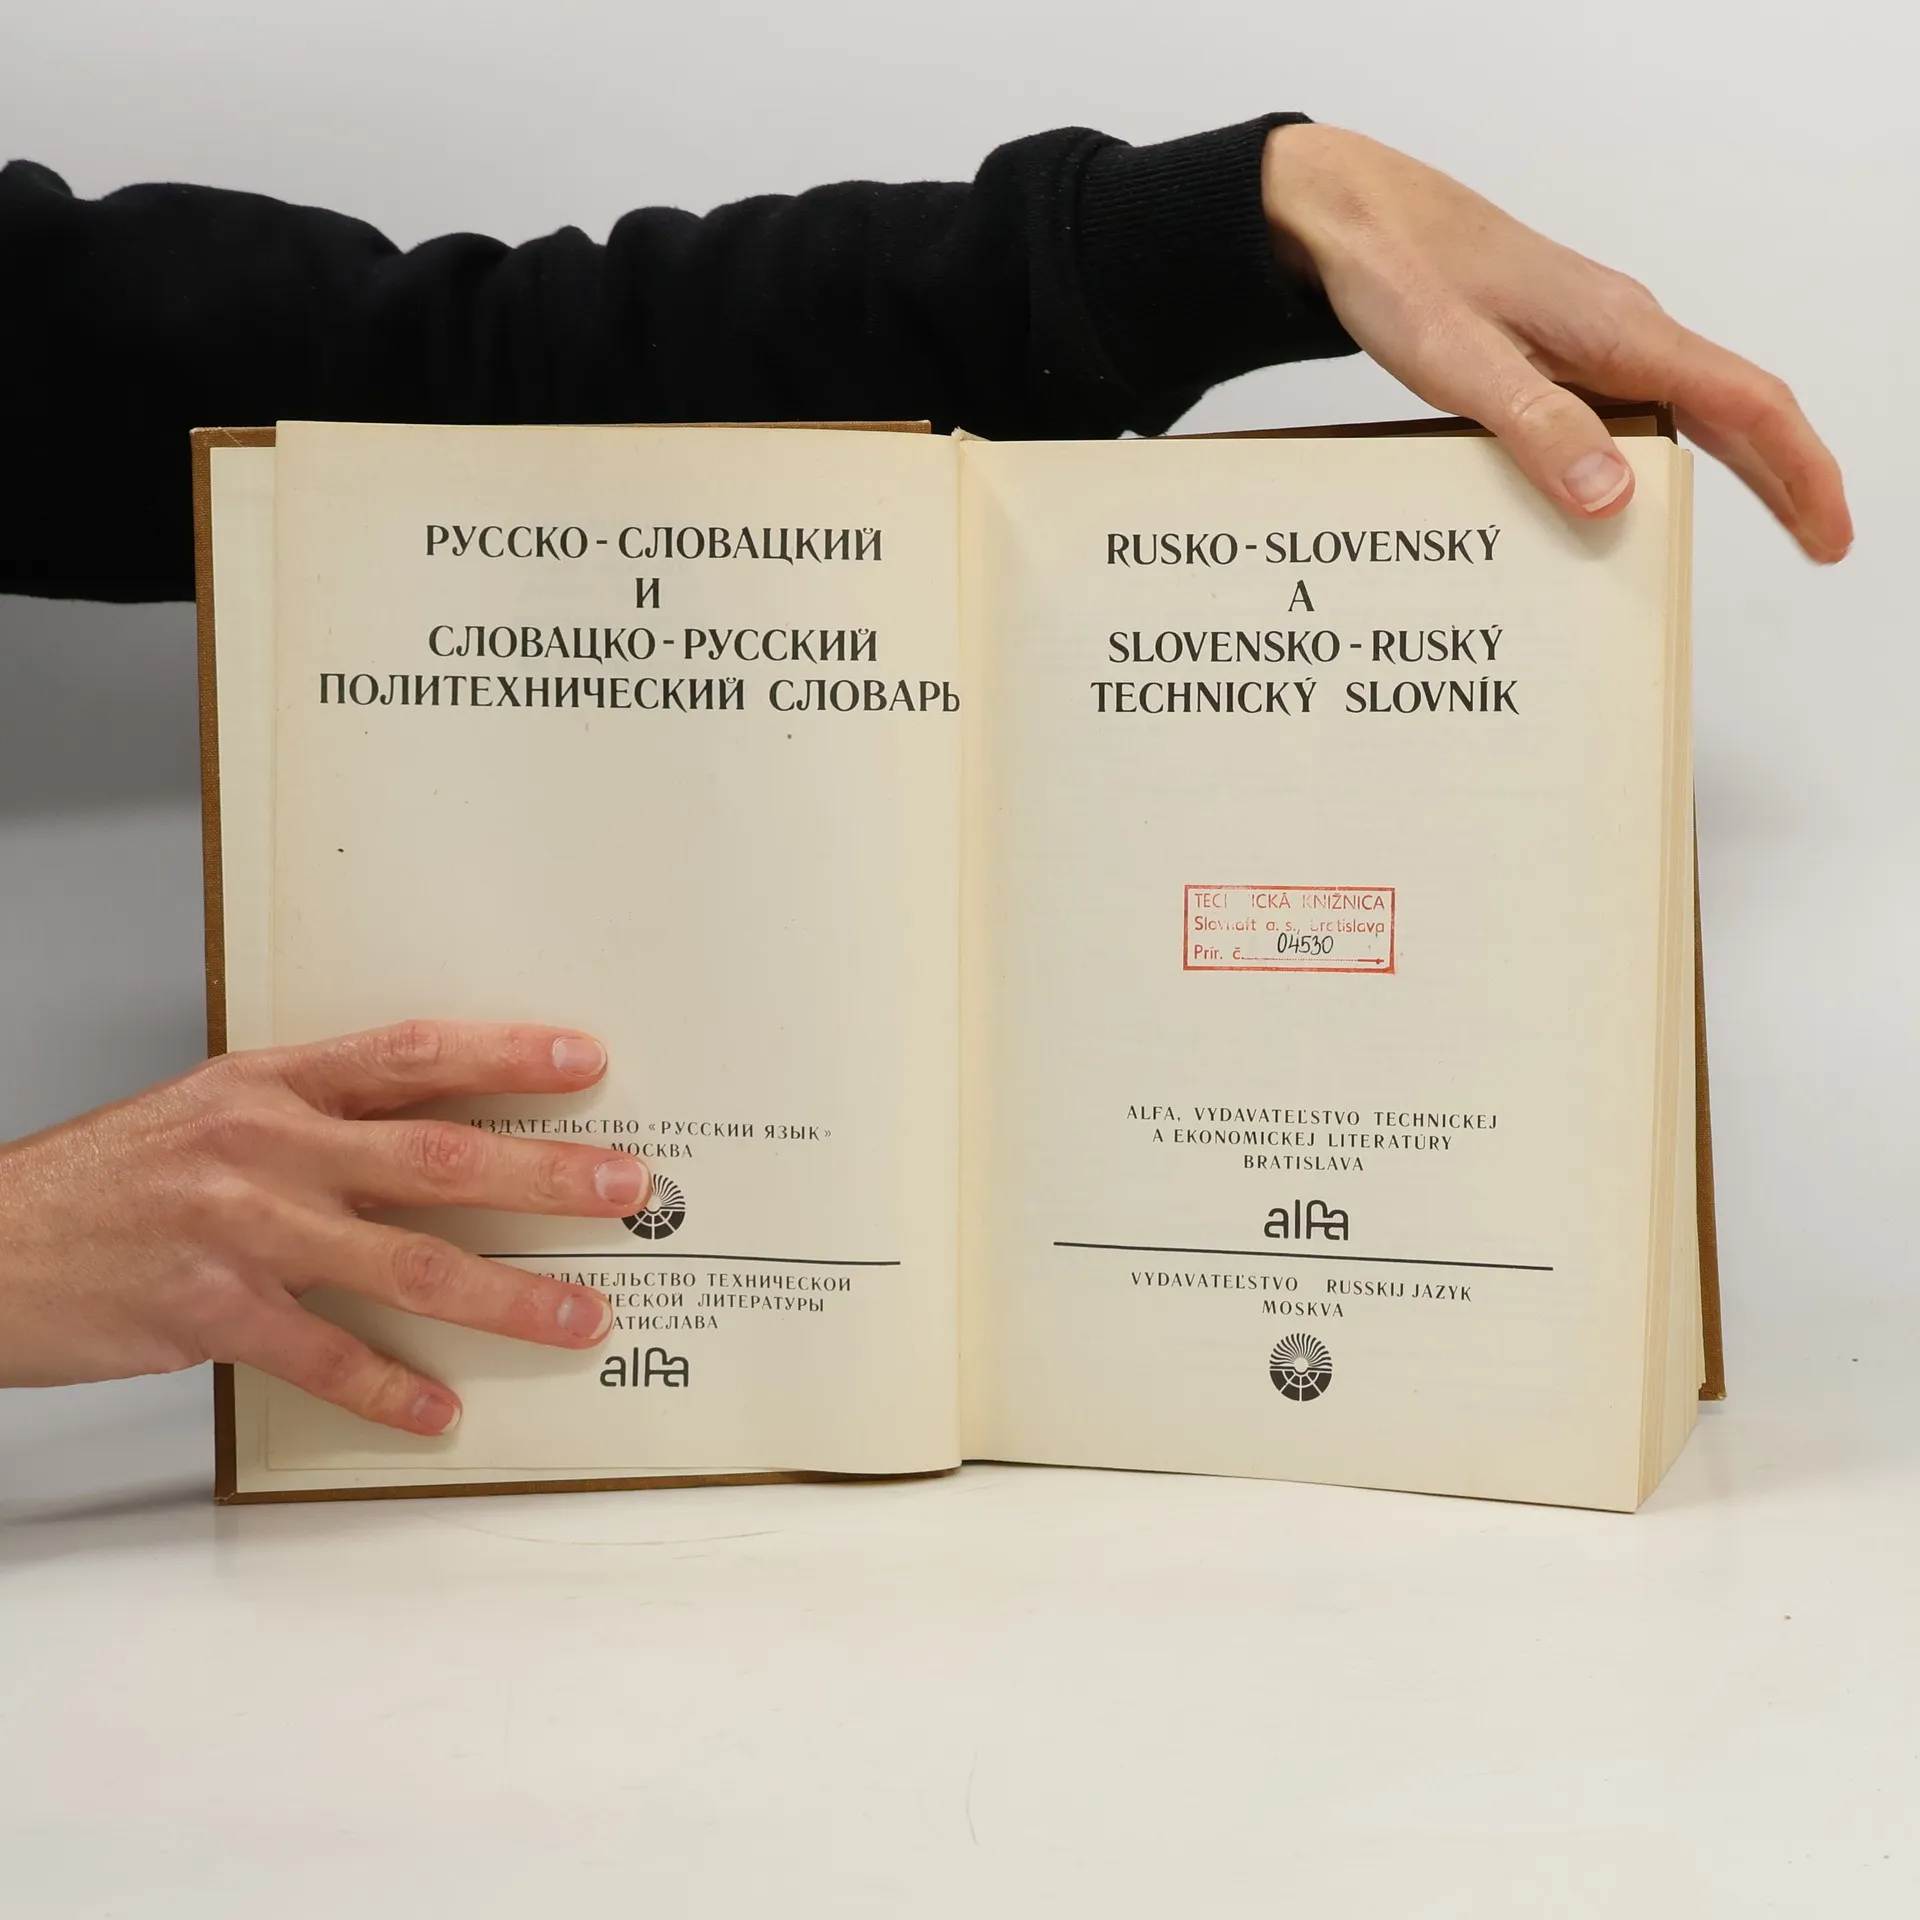 РУССКО-СЛОВАЦКИЙ
И
СЛОВАЦКО-РУССКИЙ
ПОЛИТЕХНИЧЕСКИЙ СЛОВАРЬ
ИЗДАТЕЛЬСТВО «РУССКИЙ ЯЗЫК»
МОСКВА
ТЕХНИЧЕСКОЙ
ЛИТЕРАТУРЫ
alfa
RUSKO-SLOVENSKÝ
A
SLOVENSKO-RUSKÝ
TECHNICKÝ SLOVNÍK
KNIŽNICA
a. s., Bratislava
Prír. č. 04530
ALFA, VYDAVATEĽSTVO TECHNICKEJ
A EKONOMICKEJ LITERATÚRY
BRATISLAVA
alfa
VYDAVATEĽSTVO RUSSKIJ JAZYK
MOSKVA